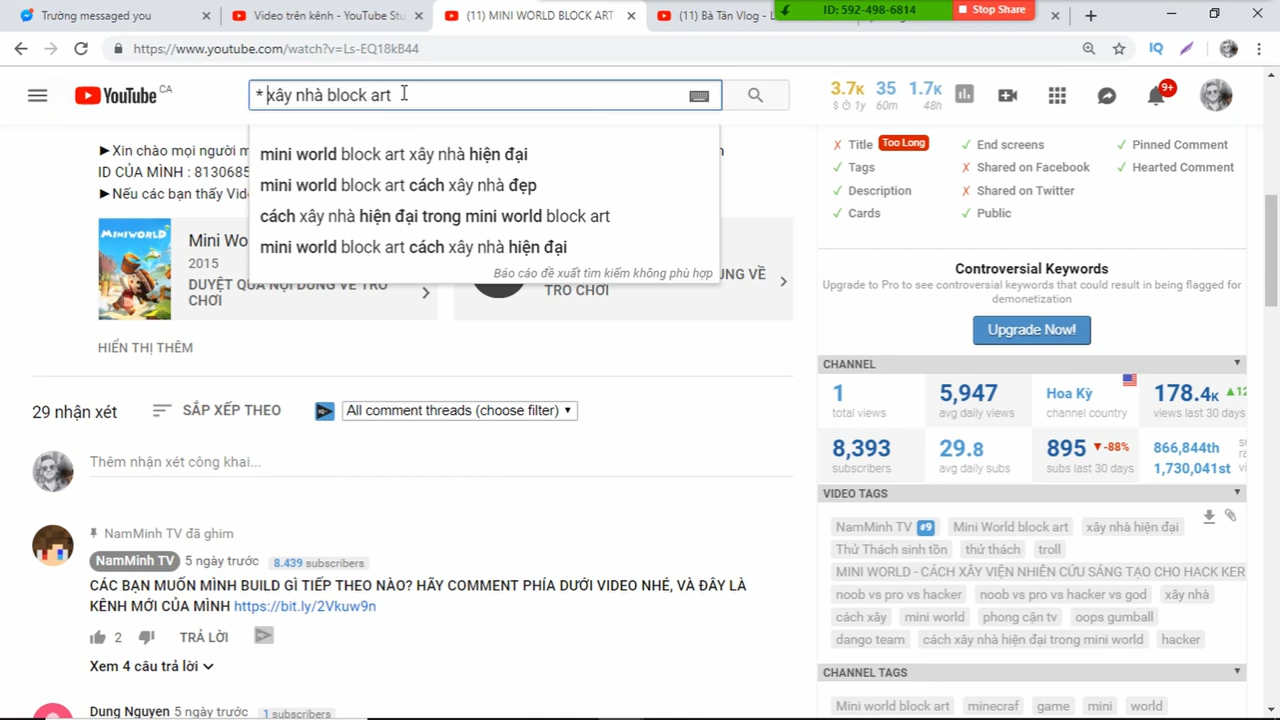 Trường messaged you
Video trên kênh - YouTube Stu
(11) MINI WORLD BLOCK ART
(11) Bà Tân Vlog - L
ID: 592-498-6814
Stop Share
https://www.youtube.com/watch?v=Ls-EQ18kB44
IQ
YouTube CA
* xây nhà block art
3.7K
$ 1y
35
60m
1.7K
48h
9+
mini world block art xây nhà hiện đại
mini world block art cách xây nhà đẹp
cách xây nhà hiện đại trong mini world block art
mini world block art cách xây nhà hiện đại
Báo cáo đề xuất tìm kiếm không phù hợp
►Xin chào mọi người m
ID CỦA MÌNH : 8130685
►Nếu các bạn thấy Vid
MINIWORLD
Mini Wo
2015
DUYỆT QUA NỘI DUNG VỀ TRÒ
CHƠI
UNG VỀ
TRÒ CHƠI
HIỂN THỊ THÊM
29 nhận xét
SẮP XẾP THEO
All comment threads (choose filter)
Thêm nhận xét công khai...
NamMinh TV đã ghim
NamMinh TV 5 ngày trước 8.439 subscribers
CÁC BẠN MUỐN MÌNH BUILD GÌ TIẾP THEO NÀO? HÃY COMMENT PHÍA DƯỚI VIDEO NHÉ, VÀ ĐÂY LÀ
KÊNH MỚI CỦA MÌNH https://bit.ly/2Vkuw9n
2 TRẢ LỜI
Xem 4 câu trả lời
Dung Nguyen 5 ngày trước 1 subscribers
Title Too Long
End screens
Pinned Comment
Tags
Shared on Facebook
Hearted Comment
Description
Shared on Twitter
Cards
Public
Controversial Keywords
Upgrade to Pro to see controversial keywords that could result in being flagged for
demonetization
Upgrade Now!
CHANNEL
1
total views
5,947
avg daily views
Hoa Kỳ
channel country
178.4K
views last 30 days
8,393
subscribers
29.8
avg daily subs
895 -88%
subs last 30 days
866,844th
1,730,041st
VIDEO TAGS
NamMinh TV #9 Mini World block art xây nhà hiện đại
Thử Thách sinh tồn thử thách troll
MINI WORLD - CÁCH XÂY VIỆN NHIÊN CỨU SÁNG TẠO CHO HACK KER
noob vs pro vs hacker noob vs pro vs hacker vs god xây nhà
cách xây mini world phong cận tv oops gumball
dango team cách xây nhà hiện đại trong mini world hacker
CHANNEL TAGS
Mini world block art minecraf game mini world